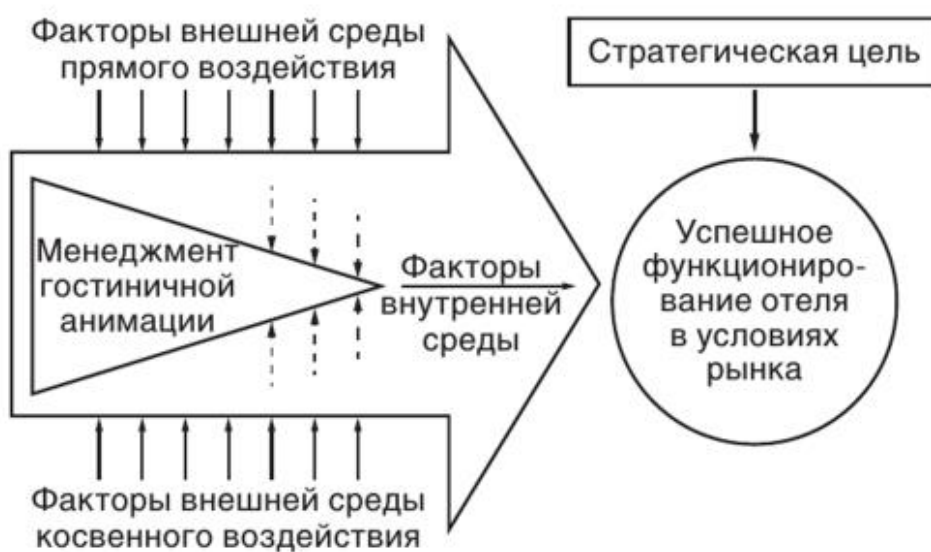 Факторы внешней среды
прямого воздействия
Стратегическая цель
Менеджмент
гостиничной
анимации
Факторы
внутренней
среды
Успешное
функциониро-
вание отеля
в условиях
рынка
Факторы внешней среды
косвенного воздействия